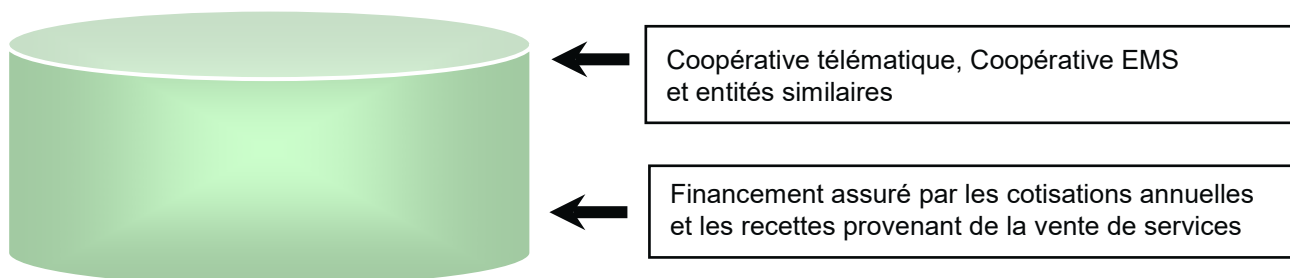 Coopérative télématique, Coopérative EMS
et entités similaires
Financement assuré par les cotisations annuelles
et les recettes provenant de la vente de services